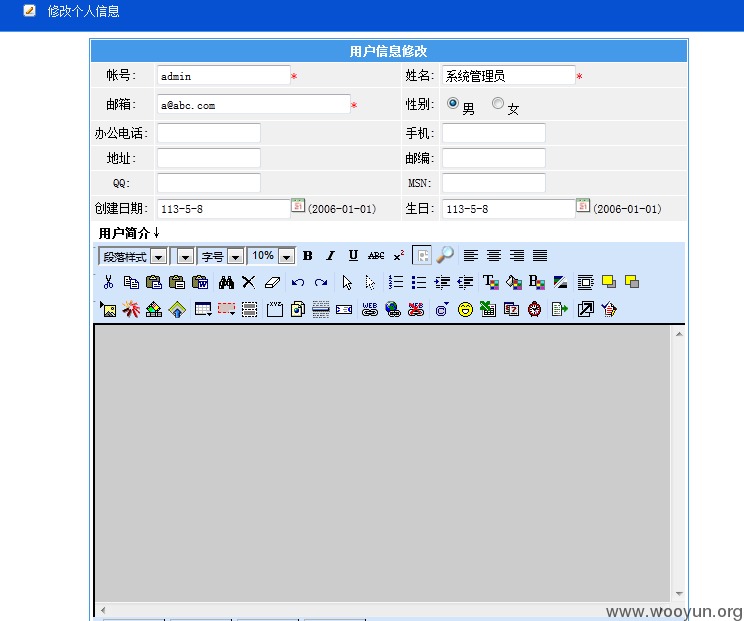 修改个人信息
用户信息修改
帐号: admin * 姓名: 系统管理员 *
邮箱: a@abc.com * 性别: 男 女
办公电话: 手机:
地址: 邮编:
QQ: MSN:
创建日期: 113-5-8 (2006-01-01) 生日: 113-5-8 (2006-01-01)
用户简介↓
段落样式 字号 10% B I U ABC x²
www.wooyun.org